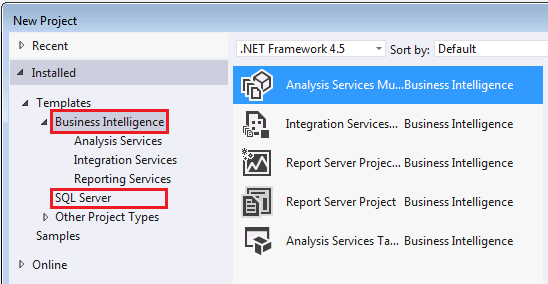 New Project
Recent
Installed
Templates
Business Intelligence
Analysis Services
Integration Services
Reporting Services
SQL Server
Other Project Types
Samples
Online
.NET Framework 4.5 Sort by: Default
Analysis Services Mu... Business Intelligence
Integration Services... Business Intelligence
Report Server Projec... Business Intelligence
Report Server Project Business Intelligence
Analysis Services Ta... Business Intelligence